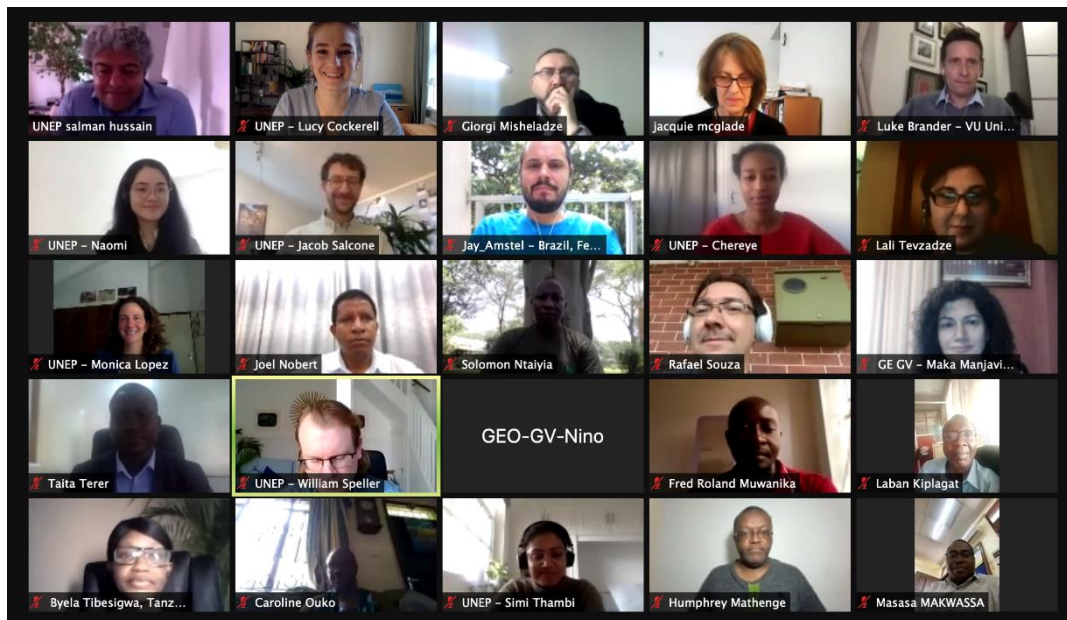 UNEP salman hussain
UNEP – Lucy Cockerell
Giorgi Misheladze
jacquie mcglade
Luke Brander – VU Uni...
UNEP – Naomi
UNEP – Jacob Salcone
Jay_Amstel – Brazil, Fe...
UNEP – Chereye
Lali Tevzadze
UNEP – Monica Lopez
Joel Nobert
Solomon Ntaiyia
Rafael Souza
GE GV – Maka Manjavi...
Taita Terer
UNEP – William Speller
GEO-GV-Nino
Fred Roland Muwanika
Laban Kiplagat
Byela Tibesigwa, Tanz...
Caroline Ouko
UNEP – Simi Thambi
Humphrey Mathenge
Masasa MAKWASSA